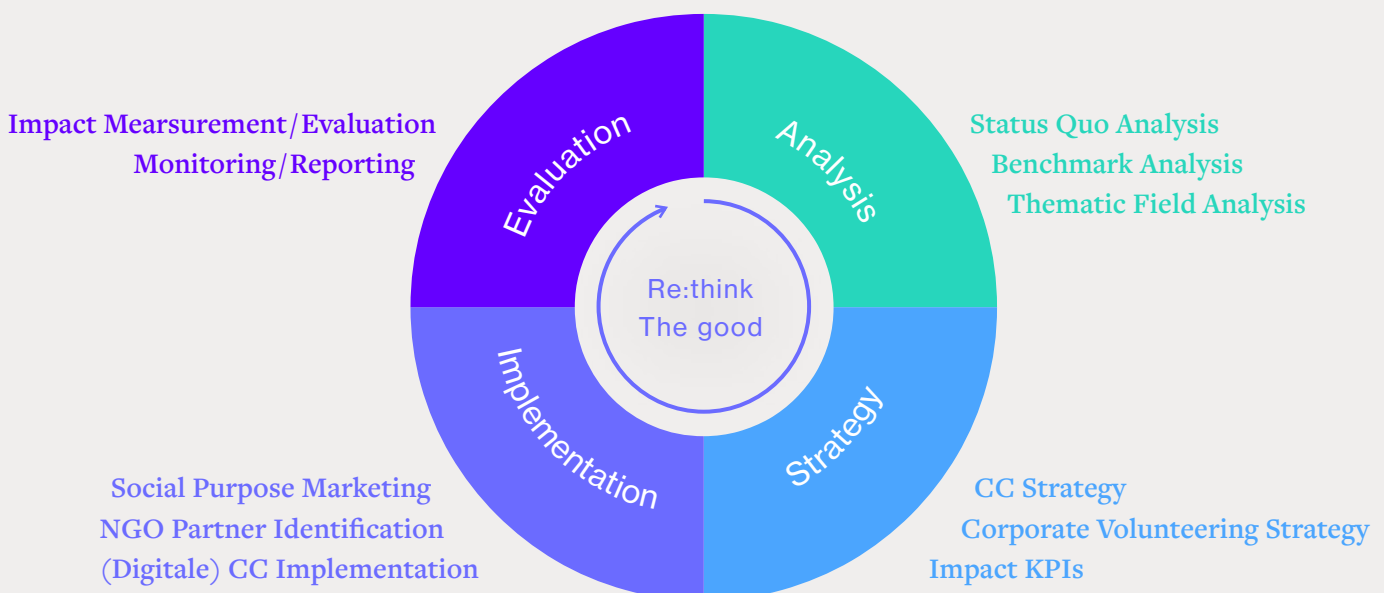 Impact Mearsurement/Evaluation
Monitoring/Reporting
Evaluation
Analysis
Status Quo Analysis
Benchmark Analysis
Thematic Field Analysis
Re:think
The good
Implementation
Strategy
Social Purpose Marketing
NGO Partner Identification
(Digitale) CC Implementation
CC Strategy
Corporate Volunteering Strategy
Impact KPIs